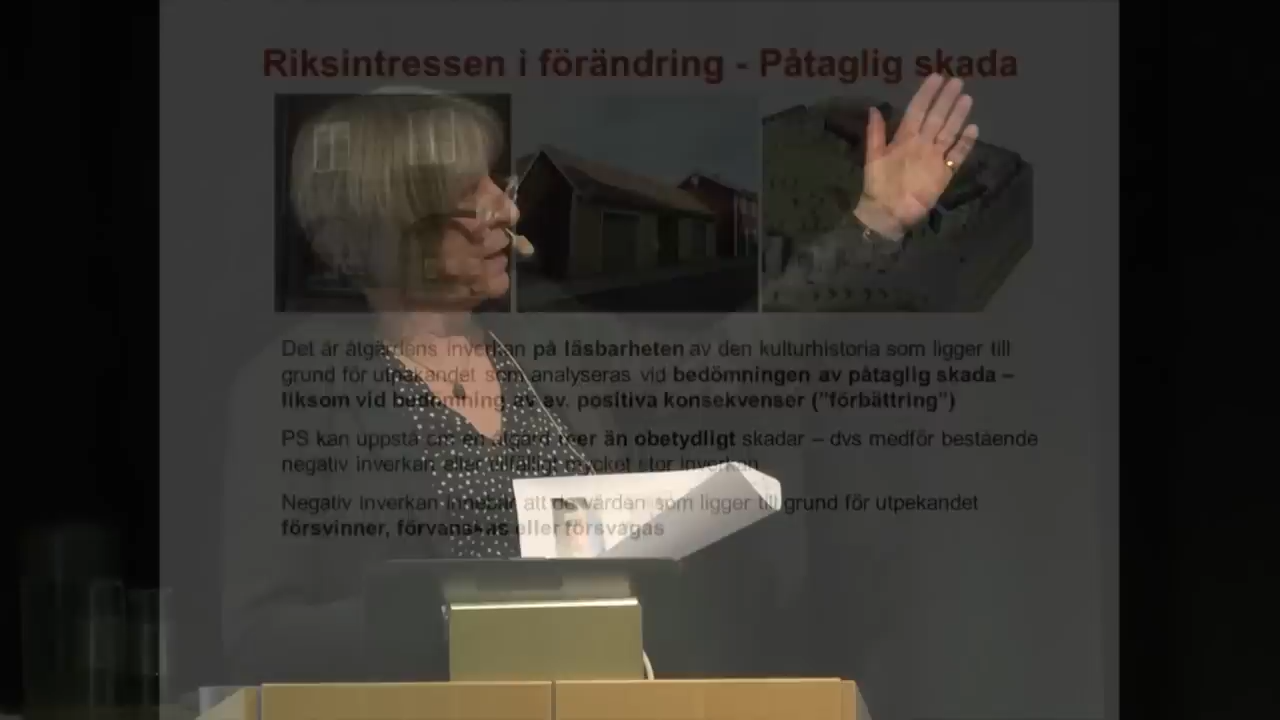 Riksintressen i förändring - Påtaglig skada
Det är åtgärdens inverkan på läsbarheten av den kulturhistoria som ligger till
grund för utpekandet som analyseras vid bedömningen av påtaglig skada –
liksom vid bedömning av ev. positiva konsekvenser ("förbättring")
PS kan uppstå om en åtgärd mer än obetydligt skadar – dvs medför bestående
negativ inverkan eller tillfälligt mycket stor inverkan
Negativ inverkan innebär att de värden som ligger till grund för utpekandet
försvinner, förvanskas eller försvagas